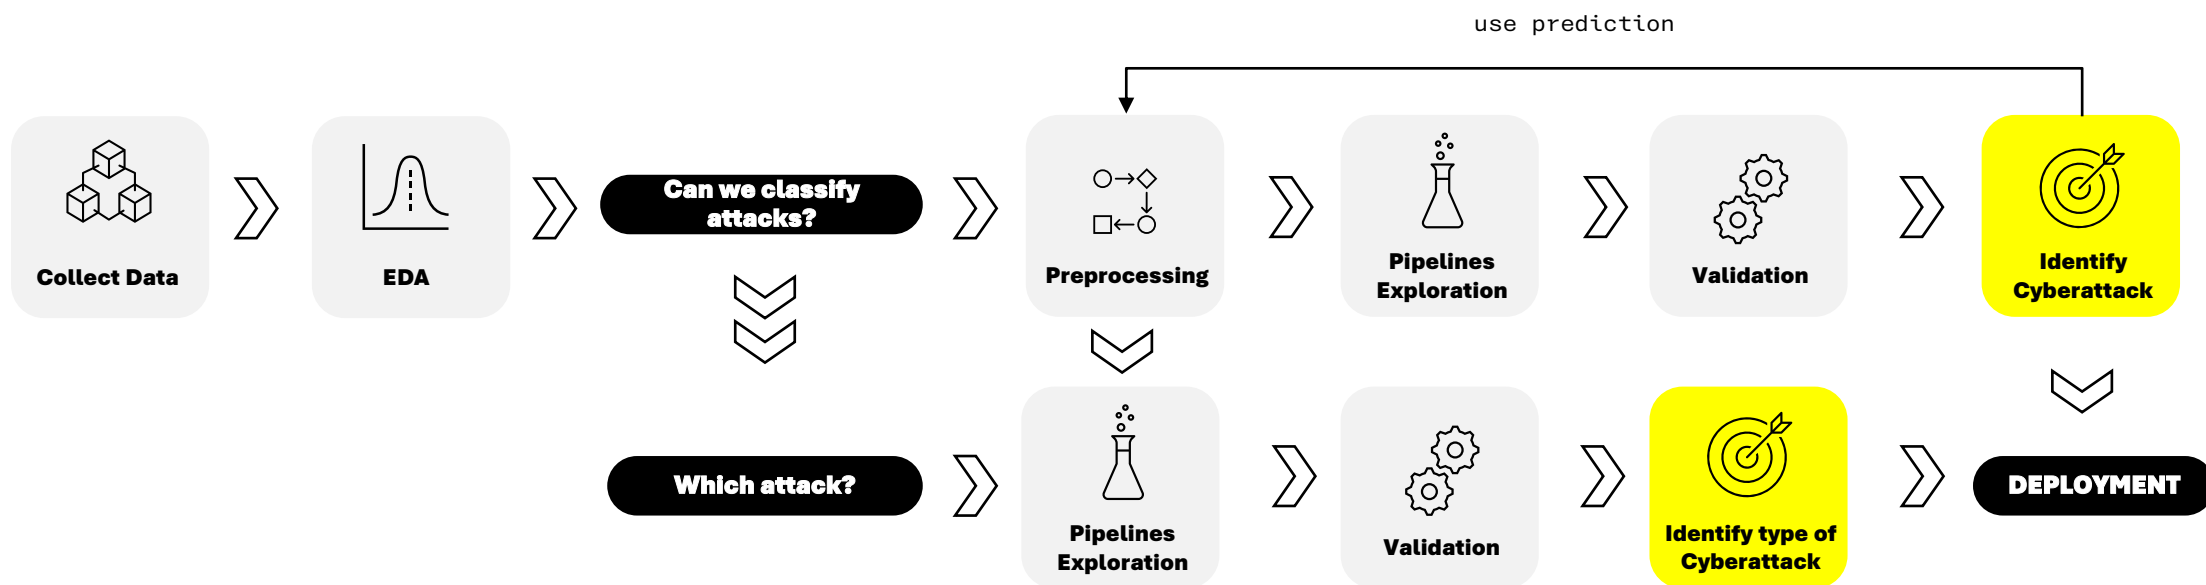 use prediction
Can we classify
attacks?
Collect Data
EDA
Preprocessing
Pipelines
Exploration
Validation
Identify
Cyberattack
Which attack?
Pipelines
Exploration
Validation
Identify type of
Cyberattack
DEPLOYMENT